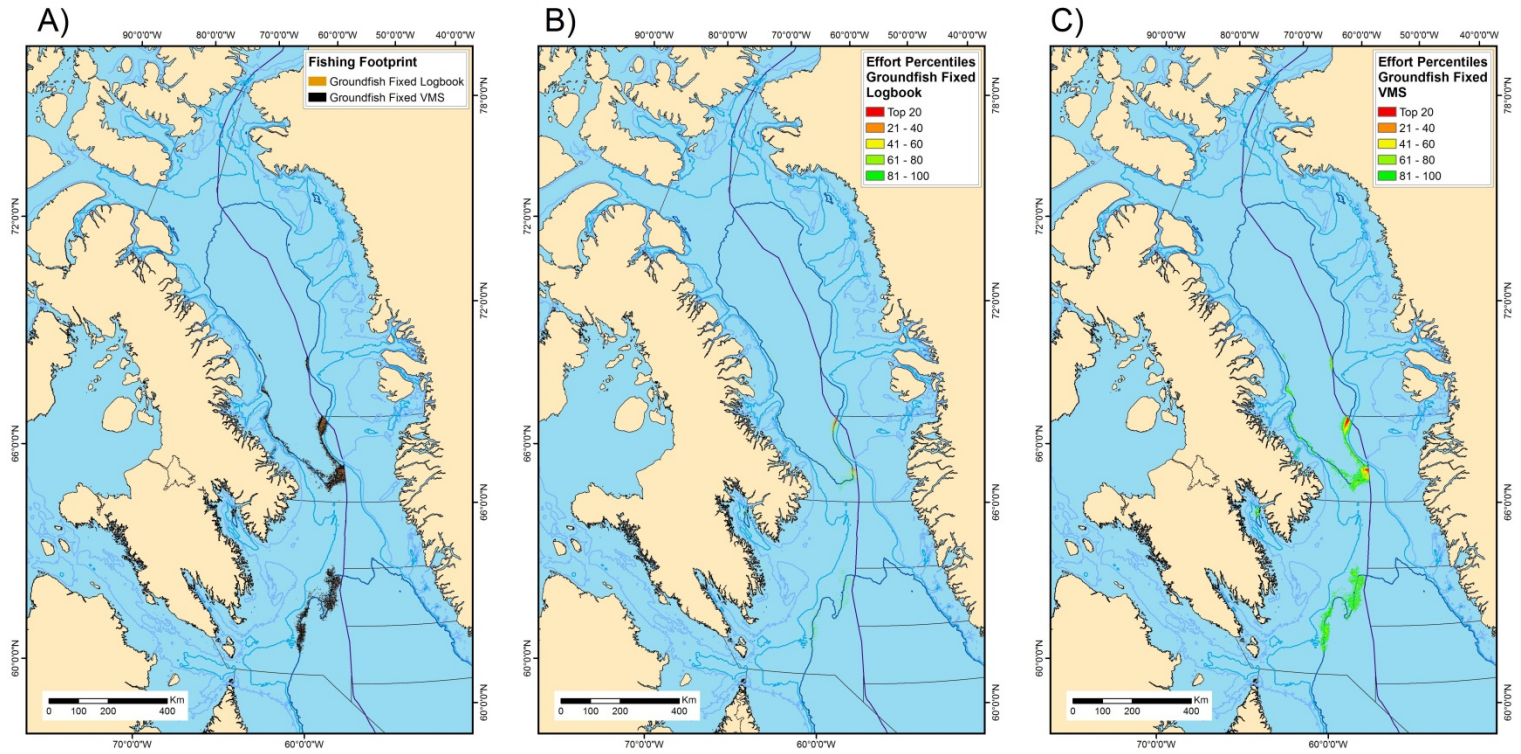 A)
90°0'0"W 80°0'0"W 70°0'0"W 60°0'0"W 50°0'0"W 40°0'0"W
Fishing Footprint
Groundfish Fixed Logbook
Groundfish Fixed VMS
78°0'0"N
72°0'0"N
72°0'0"N
66°0'0"N
66°0'0"N
60°0'0"N
60°0'0"N
Km
0 100 200 400
70°0'0"W 60°0'0"W
B)
90°0'0"W 80°0'0"W 70°0'0"W 60°0'0"W 50°0'0"W 40°0'0"W
Effort Percentiles
Groundfish Fixed
Logbook
Top 20
21 - 40
41 - 60
61 - 80
81 - 100
78°0'0"N
72°0'0"N
72°0'0"N
66°0'0"N
66°0'0"N
60°0'0"N
60°0'0"N
Km
0 100 200 400
70°0'0"W 60°0'0"W
C)
90°0'0"W 80°0'0"W 70°0'0"W 60°0'0"W 50°0'0"W 40°0'0"W
Effort Percentiles
Groundfish Fixed
VMS
Top 20
21 - 40
41 - 60
61 - 80
81 - 100
78°0'0"N
72°0'0"N
72°0'0"N
66°0'0"N
66°0'0"N
60°0'0"N
60°0'0"N
Km
0 100 200 400
70°0'0"W 60°0'0"W